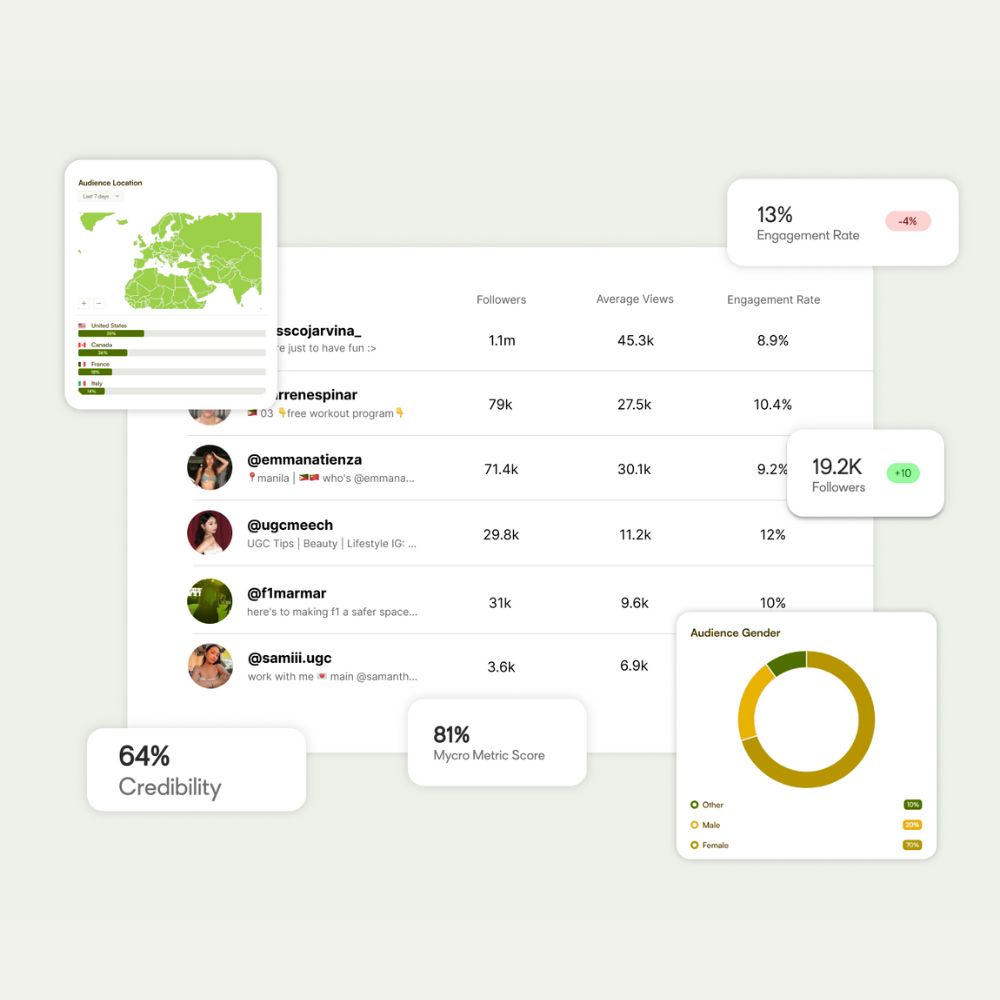 Audience Location
Last 7 days
United States
35%
Canada
26%
France
18%
Italy
14%
13%
Engagement Rate
-4%
Followers
Average Views
Engagement Rate
sscojarvina_
re just to have fun :>
1.1m
45.3k
8.9%
rrenespinar
🇵🇭 03 👇free workout program👇
79k
27.5k
10.4%
@emmanatienza
📍manila | 🇵🇭🇨🇳 who's @emmana...
71.4k
30.1k
9.2%
19.2K
Followers
+10
@ugcmeech
UGC Tips | Beauty | Lifestyle IG: ...
29.8k
11.2k
12%
@f1marmar
here's to making f1 a safer space...
31k
9.6k
10%
@samiii.ugc
work with me 💌 main @samanth...
3.6k
6.9k
Audience Gender
Other
10%
Male
20%
Female
70%
64%
Credibility
81%
Mycro Metric Score